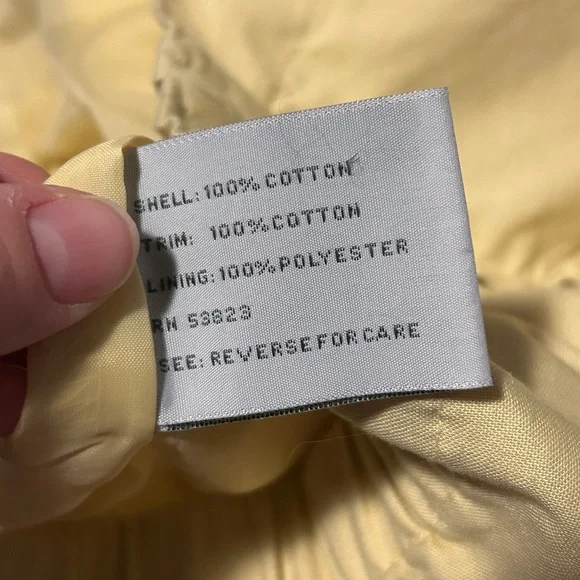 SHELL: 100% COTTON
TRIM: 100% COTTON
LINING: 100% POLYESTER
RN 53823
SEE: REVERSE FOR CARE